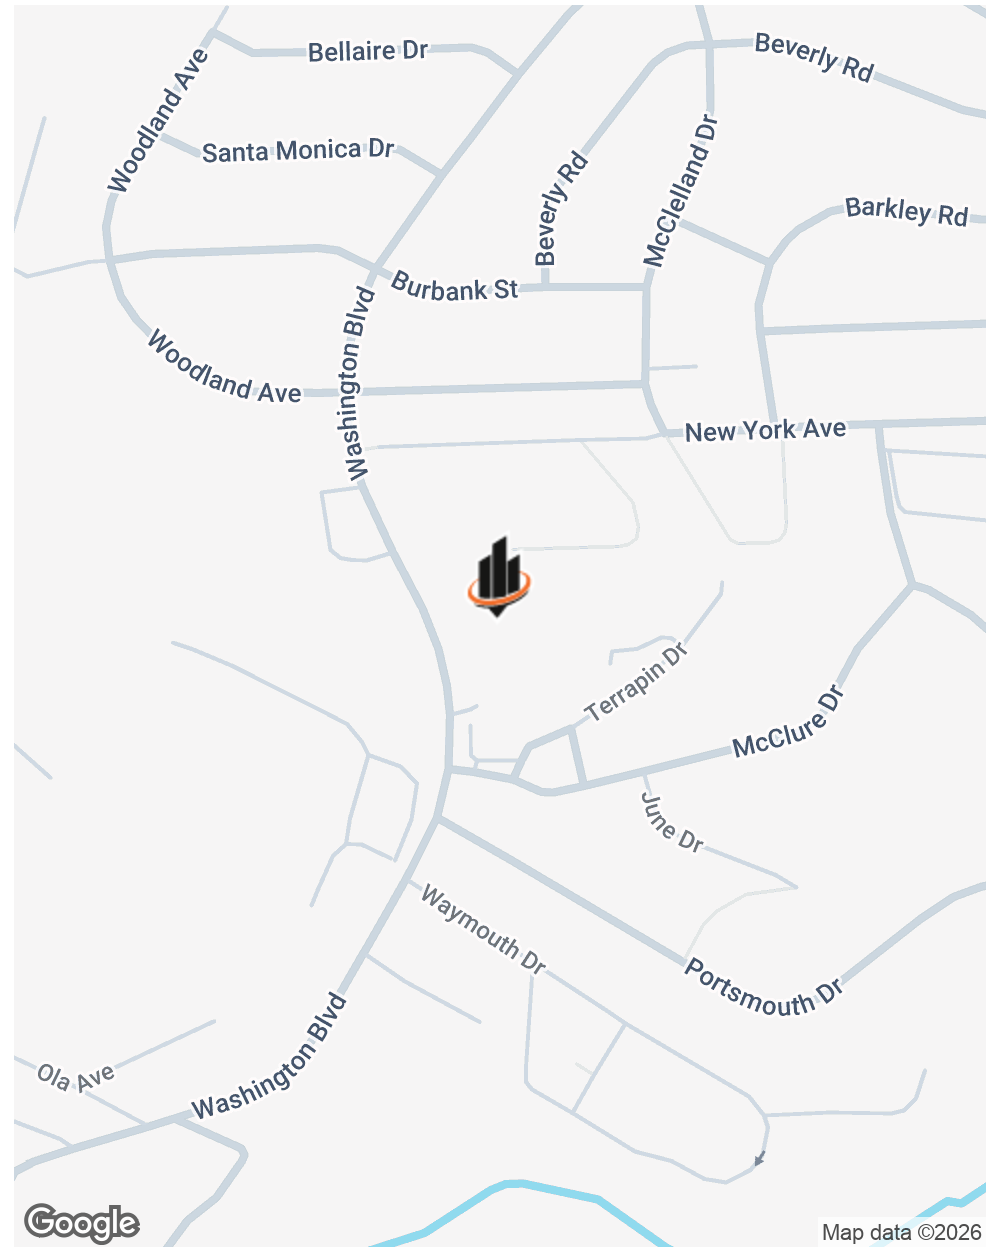 Bellaire Dr
Beverly Rd
Woodland Ave
Santa Monica Dr
Beverly Rd
McClelland Dr
Barkley Rd
Burbank St
Washington Blvd
Woodland Ave
New York Ave
Terrapin Dr
McClure Dr
June Dr
Waymouth Dr
Portsmouth Dr
Washington Blvd
Ola Ave
Google
Map data ©2026